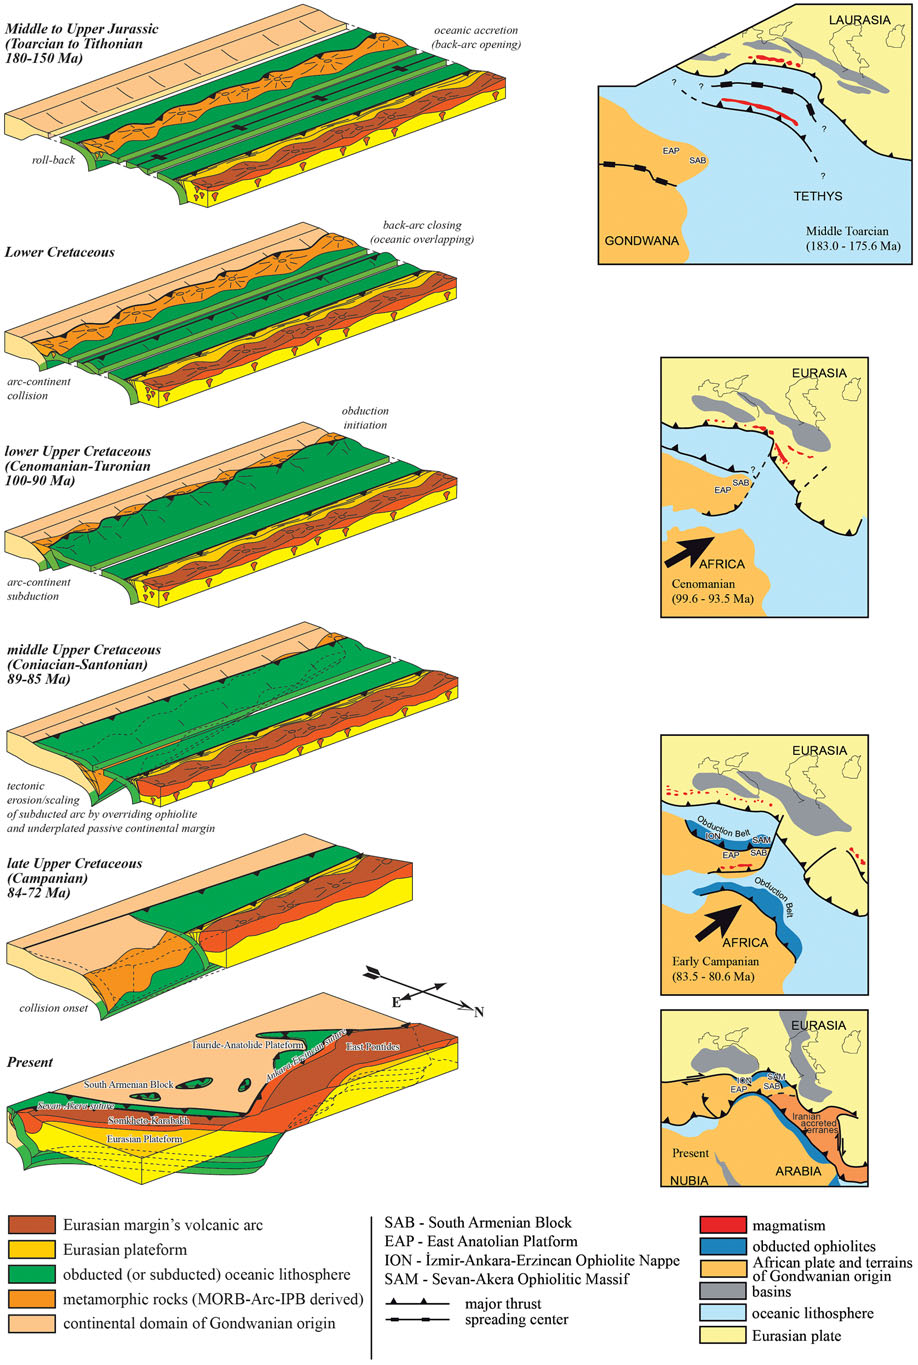 Middle to Upper Jurassic
(Toarcian to Tithonian
180-150 Ma)
oceanic accretion
(back-arc opening)
roll-back
Lower Cretaceous
back-arc closing
(oceanic overlapping)
arc-continent
collision
lower Upper Cretaceous
(Cenomanian-Turonian
100-90 Ma)
obduction
initiation
arc-continent
subduction
middle Upper Cretaceous
(Coniacian-Santonian)
89-85 Ma)
tectonic
erosion/scaling
of subducted arc by overriding ophiolite
and underplated passive continental margin
late Upper Cretaceous
(Campanian)
84-72 Ma)
collision onset
E
N
Present
Tauride-Anatolide Plateform
Ankara-Erzincan suture
East Pontides
South Armenian Block
Sevan-Akera suture
Somkheto-Karabakh
Eurasian Plateform
LAURASIA
?
?
?
?
EAP
SAB
TETHYS
GONDWANA
Middle Toarcian
(183.0 - 175.6 Ma)
EURASIA
?
SAB
EAP
AFRICA
Cenomanian
(99.6 - 93.5 Ma)
EURASIA
Obduction Belt
ION
SAM
EAP
SAB
Obduction Belt
AFRICA
Early Campanian
(83.5 - 80.6 Ma)
EURASIA
ION
SAM
EAP
SAB
Iranian
accreted
terranes
Present
NUBIA
ARABIA
Eurasian margin's volcanic arc
Eurasian plateform
obducted (or subducted) oceanic lithosphere
metamorphic rocks (MORB-Arc-IPB derived)
continental domain of Gondwanian origin
SAB - South Armenian Block
EAP - East Anatolian Platform
ION - İzmir-Ankara-Erzincan Ophiolite Nappe
SAM - Sevan-Akera Ophiolitic Massif
major thrust
spreading center
magmatism
obducted ophiolites
African plate and terrains
of Gondwanian origin
basins
oceanic lithosphere
Eurasian plate